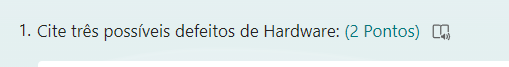 1. Cite três possíveis defeitos de Hardware: (2 Pontos)